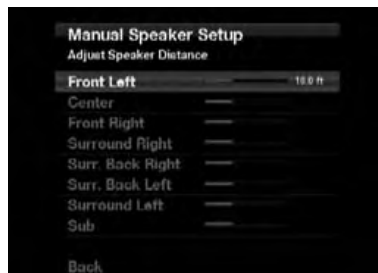 Manual Speaker Setup
Adjust Speaker Distance
Front Left 10.0 ft
Center
Front Right
Surround Right
Surr. Back Right
Surr. Back Left
Surround Left
Sub
Back